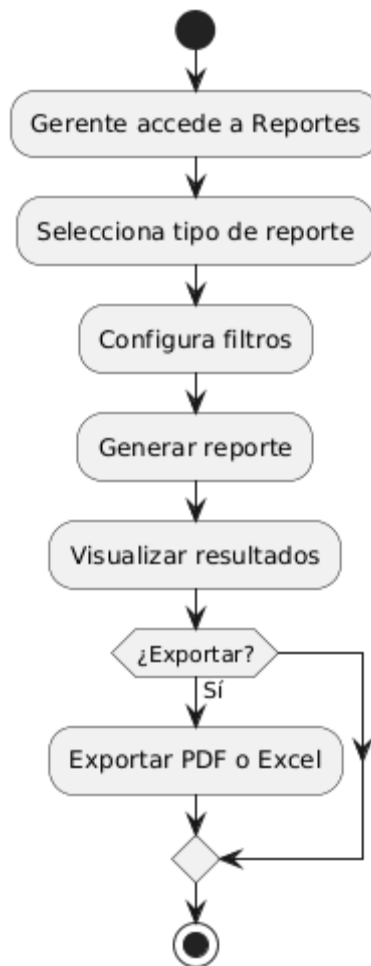 Gerente accede a Reportes
Selecciona tipo de reporte
Configura filtros
Generar reporte
Visualizar resultados
¿Exportar?
Sí
Exportar PDF o Excel